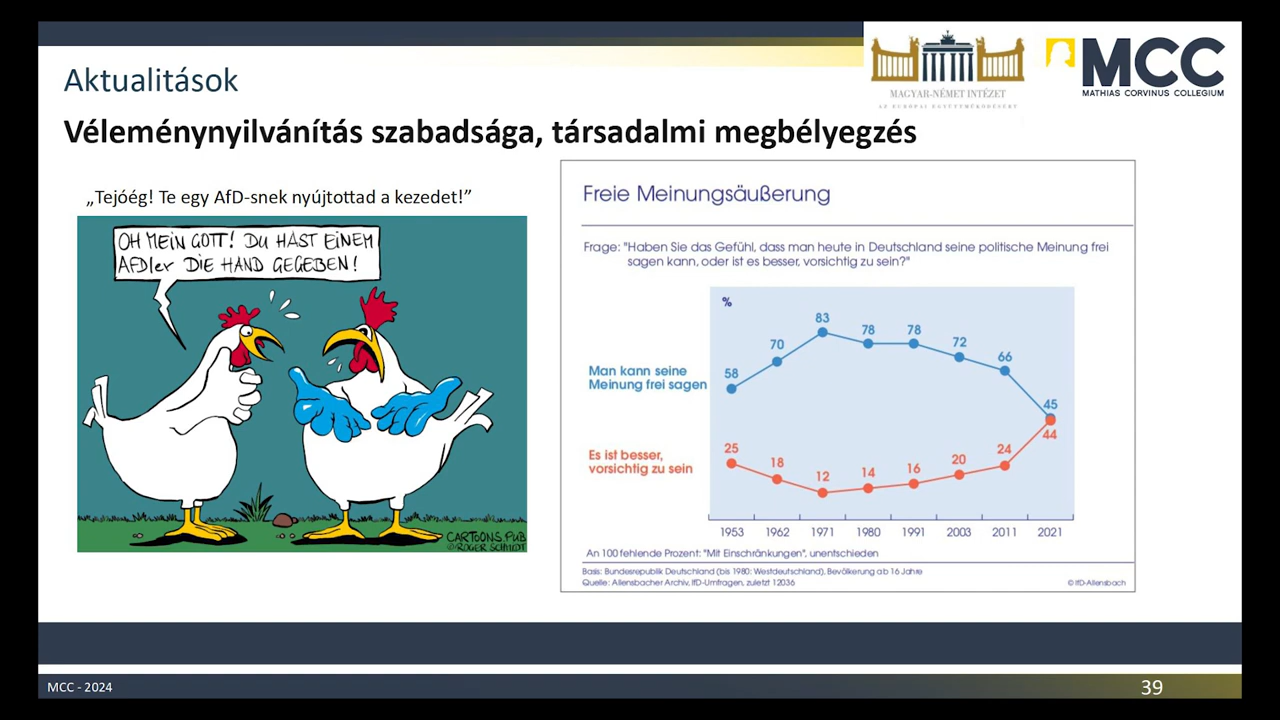 Aktualitások
MAGYAR-NÉMET INTÉZET
AZ EURÓPAI EGYÜTTMŰKÖDÉSÉRT
MCC
MATHIAS CORVINUS COLLEGIUM
Véleménynyilvánítás szabadsága, társadalmi megbélyegzés
„Tejóég! Te egy AfD-snek nyújtottad a kezedet!”
OH MEIN GOTT! DU HAST EINEM
AFDler DIE HAND GEGEBEN!
CARTOONS PUB
©ROGER SCHMIDT
Freie Meinungsäußerung
Frage: "Haben Sie das Gefühl, dass man heute in Deutschland seine politische Meinung frei
sagen kann, oder ist es besser, vorsichtig zu sein?"
%
Man kann seine
Meinung frei sagen
58 70 83 78 78 72 66 45
Es ist besser,
vorsichtig zu sein
25 18 12 14 16 20 24 44
1953 1962 1971 1980 1991 2003 2011 2021
An 100 fehlende Prozent: "Mit Einschränkungen", unentschieden
Basis: Bundesrepublik Deutschland (bis 1980: Westdeutschland), Bevölkerung ab 16 Jahre
Quelle: Allensbacher Archiv, IfD-Umfragen, zuletzt 12036
© IfD-Allensbach
MCC - 2024
39